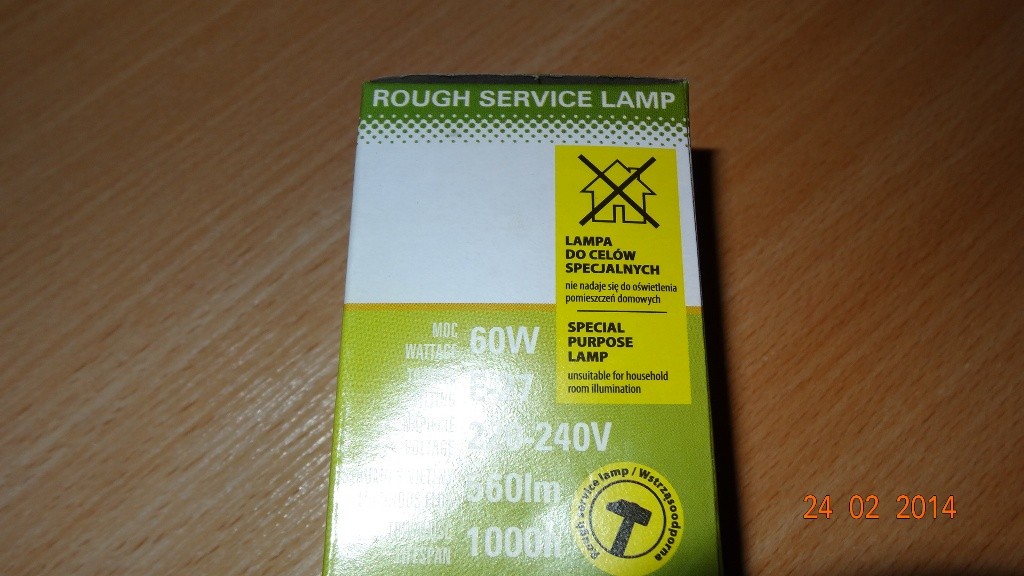 ROUGH SERVICE LAMP
LAMPA
DO CELÓW
SPECJALNYCH
nie nadaje się do oświetlenia
pomieszczeń domowych
SPECIAL
PURPOSE
LAMP
unsuitable for household
room illumination
MOC
WATTAGE 60W
-240V
560lm
1000h
Rough service lamp / Wstrząsoodporna
24 02 2014